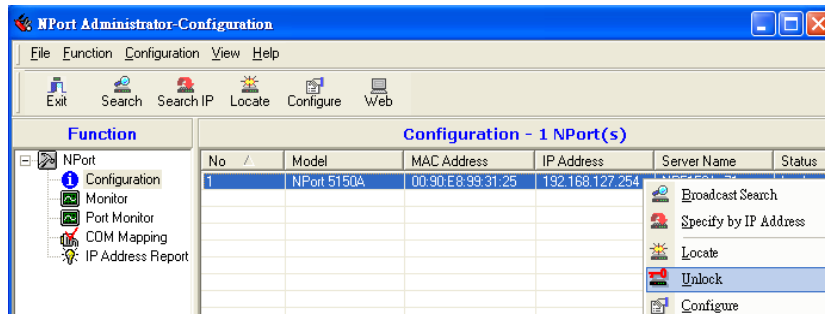 NPort Administrator-Configuration
File Function Configuration View Help
Exit Search Search IP Locate Configure Web
Function
Configuration - 1 NPort(s)
NPort
Configuration
Monitor
Port Monitor
COM Mapping
IP Address Report
No Model MAC Address IP Address Server Name Status
1 NPort 5150A 00:90:E8:99:31:25 192.168.127.254
Broadcast Search
Specify by IP Address
Locate
Unlock
Configure